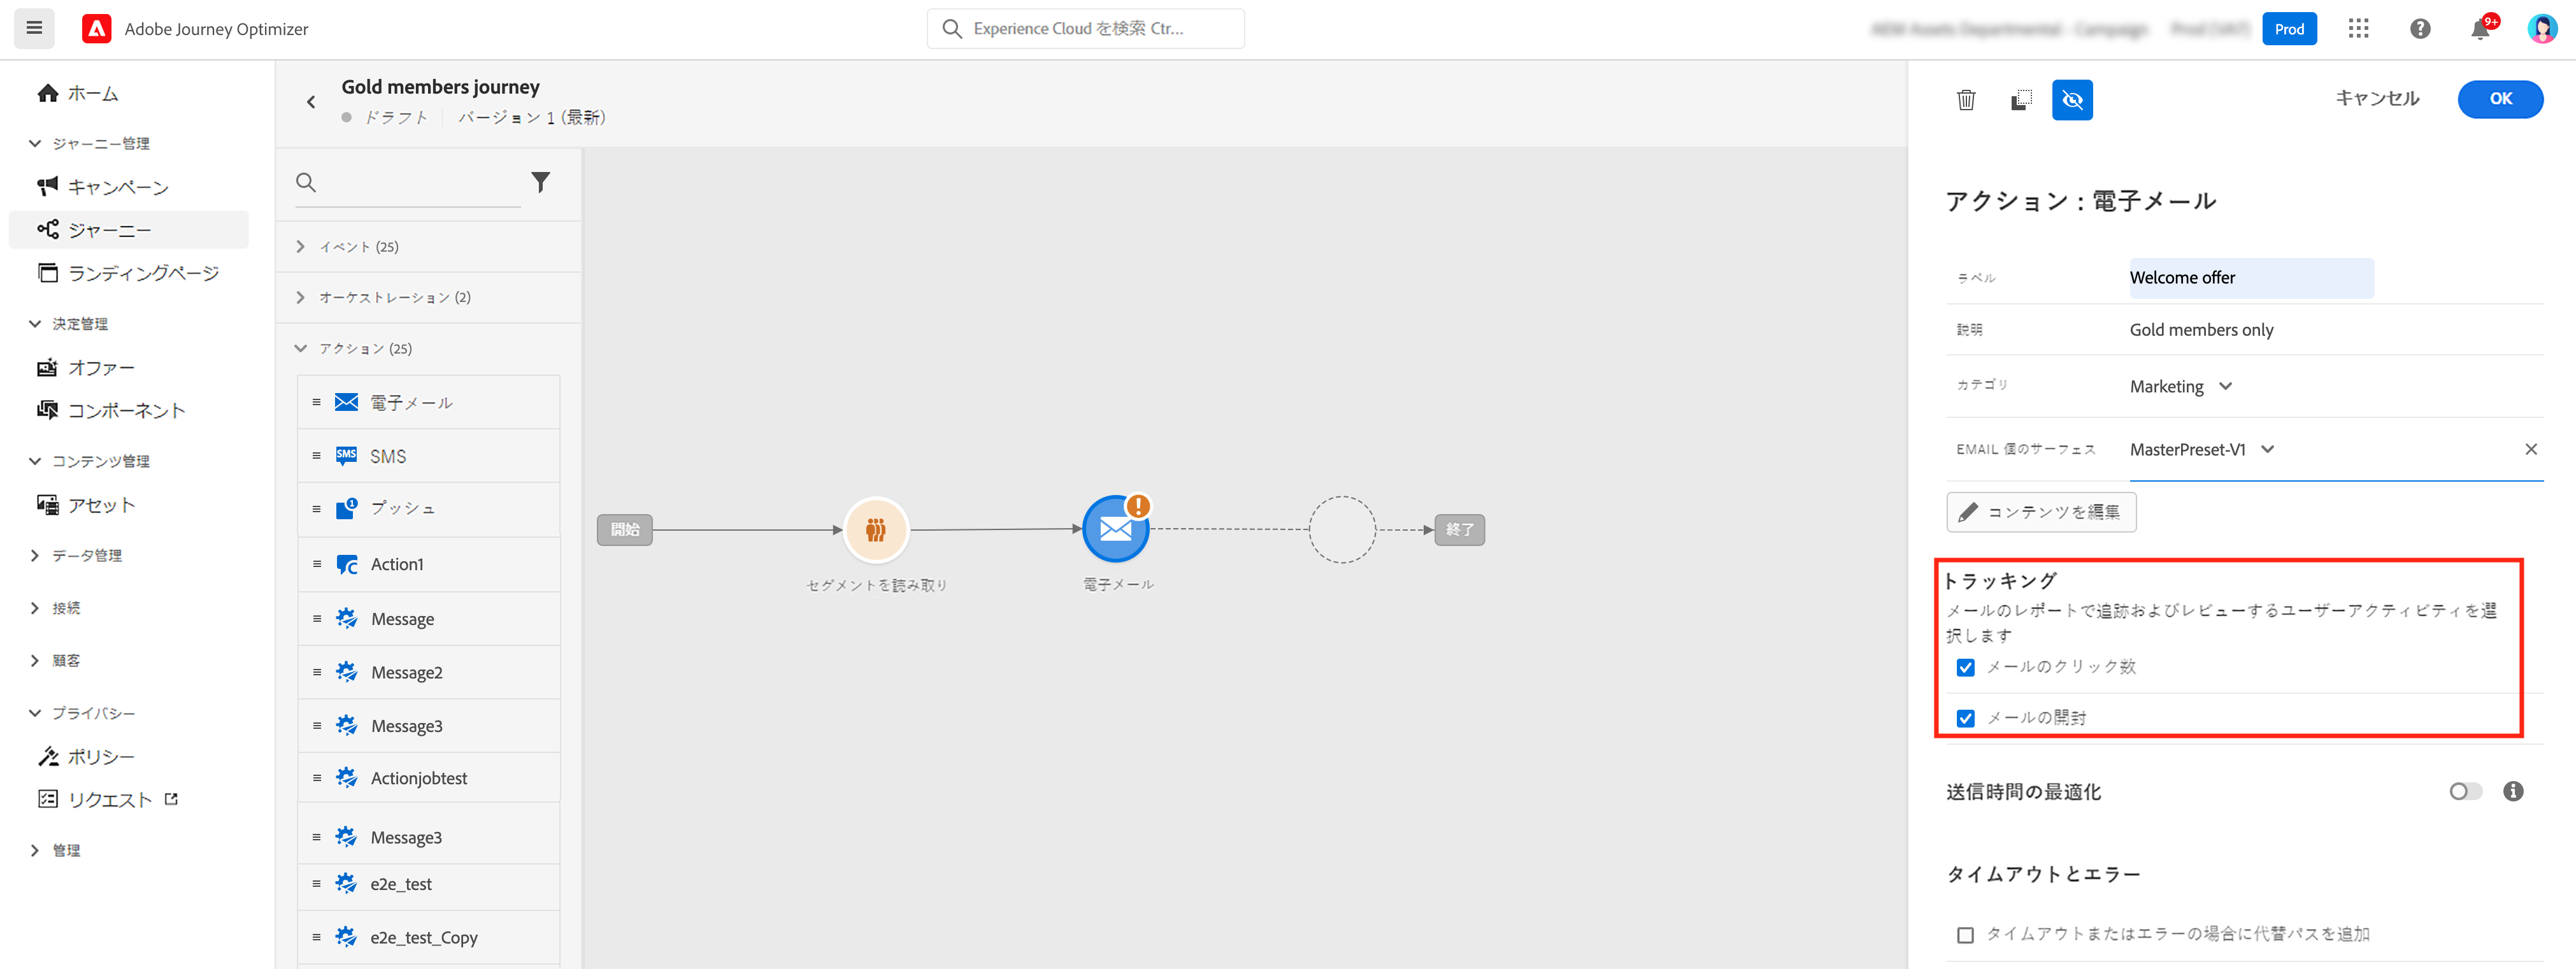 Adobe Journey Optimizer
Experience Cloud を検索 Ctr...
Prod
9+
ホーム
ジャーニー管理
キャンペーン
ジャーニー
ランディングページ
決定管理
オファー
コンポーネント
コンテンツ管理
アセット
データ管理
接続
顧客
プライバシー
ポリシー
リクエスト
管理
Gold members journey
ドラフト バージョン 1 (最新)
イベント (25)
オーケストレーション (2)
アクション (25)
電子メール
SMS SMS
1 プッシュ
Action1
Message
Message2
Message3
Actionjobtest
Message3
e2e_test
e2e_test_Copy
開始
セグメントを読み取り
電子メール
終了
キャンセル
OK
アクション : 電子メール
ラベル Welcome offer
説明 Gold members only
カテゴリ Marketing
EMAIL 個のサーフェス MasterPreset-V1
コンテンツを編集
トラッキング
メールのレポートで追跡およびレビューするユーザーアクティビティを選
択します
メールのクリック数
メールの開封
送信時間の最適化
タイムアウトとエラー
タイムアウトまたはエラーの場合に代替パスを追加